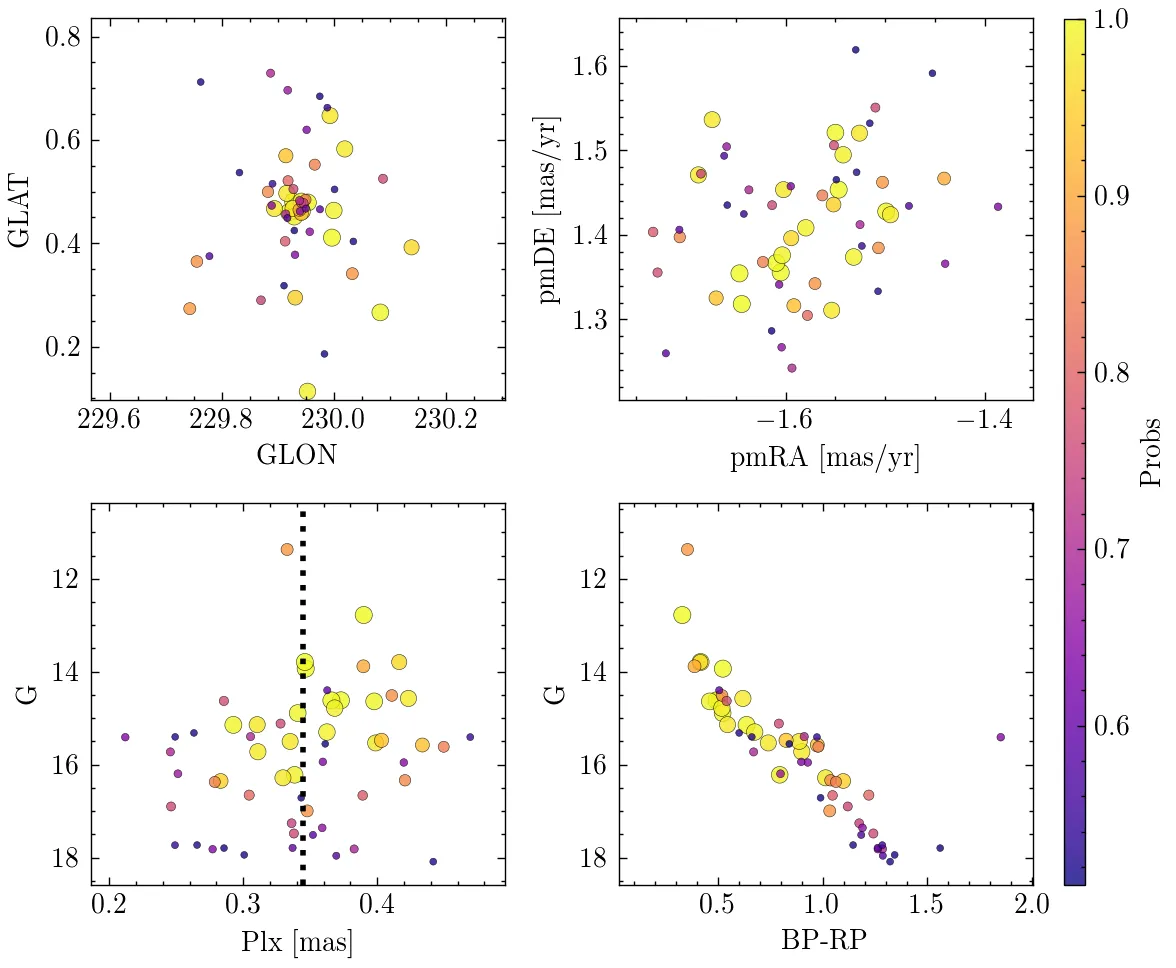 0.8
0.6
0.4
0.2
GLAT
229.6 229.8 230.0 230.2
GLON
1.6
1.5
1.4
1.3
pmDE [mas/yr]
−1.6 −1.4
pmRA [mas/yr]
12
14
16
18
G
0.2 0.3 0.4
Plx [mas]
12
14
16
18
G
0.5 1.0 1.5 2.0
BP-RP
1.0
0.9
0.8
0.7
0.6
Probs